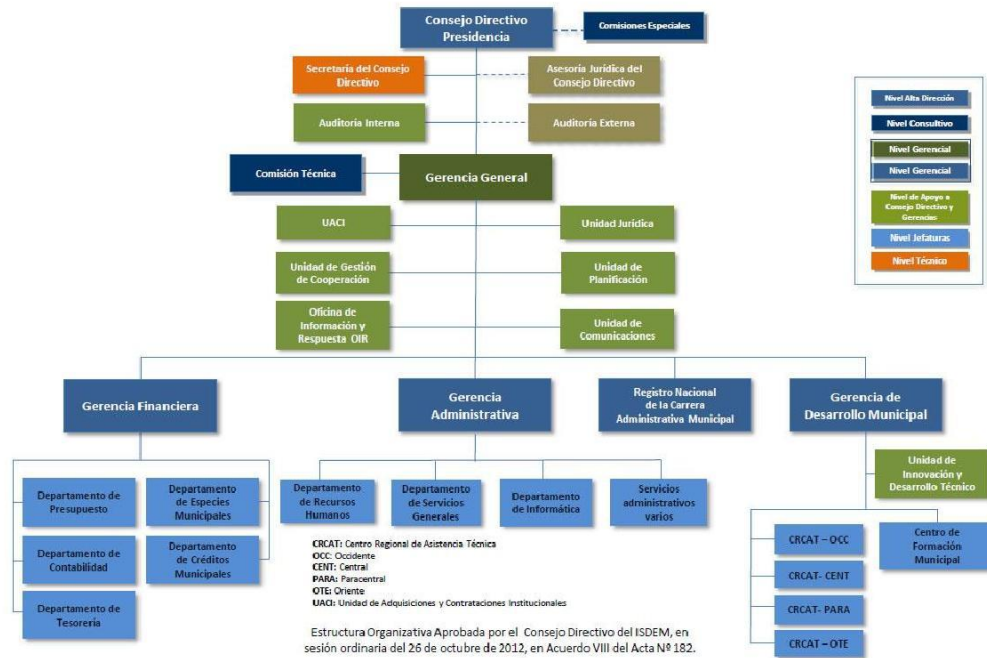 Consejo Directivo
Presidencia
Comisiones Especiales
Secretaría del Consejo
Directivo
Asesoría Jurídica del
Consejo Directivo
Auditoría Interna
Auditoría Externa
Comisión Técnica
Gerencia General
UACI
Unidad Jurídica
Unidad de Gestión
de Cooperación
Unidad de
Planificación
Oficina de
Información y
Respuesta OIR
Unidad de
Comunicaciones
Nivel Alta Dirección
Nivel Consultivo
Nivel Gerencial
Nivel Gerencial
Nivel de Apoyo a
Consejo Directivo y
Gerencias
Nivel Jefaturas
Nivel Técnico
Gerencia Financiera
Gerencia
Administrativa
Registro Nacional
de la Carrera
Administrativa Municipal
Gerencia de
Desarrollo Municipal
Departamento de
Presupuesto
Departamento
de Especies
Municipales
Departamento de
Contabilidad
Departamento
de Créditos
Municipales
Departamento de
Tesorería
Departamento
de Recursos
Humanos
Departamento
de Servicios
Generales
Departamento
de Informática
Servicios
administrativos
varios
Unidad de
Innovación y
Desarrollo Técnico
CRCAT – OCC
CRCAT- CENT
CRCAT- PARA
CRCAT – OTE
Centro de
Formación
Municipal
CRCAT: Centro Regional de Asistencia Técnica
OCC: Occidente
CENT: Central
PARA: Paracentral
OTE: Oriente
UACI: Unidad de Adquisiciones y Contrataciones Institucionales
Estructura Organizativa Aprobada por el Consejo Directivo del ISDEM, en
sesión ordinaria del 26 de octubre de 2012, en Acuerdo VIII del Acta Nº 182.